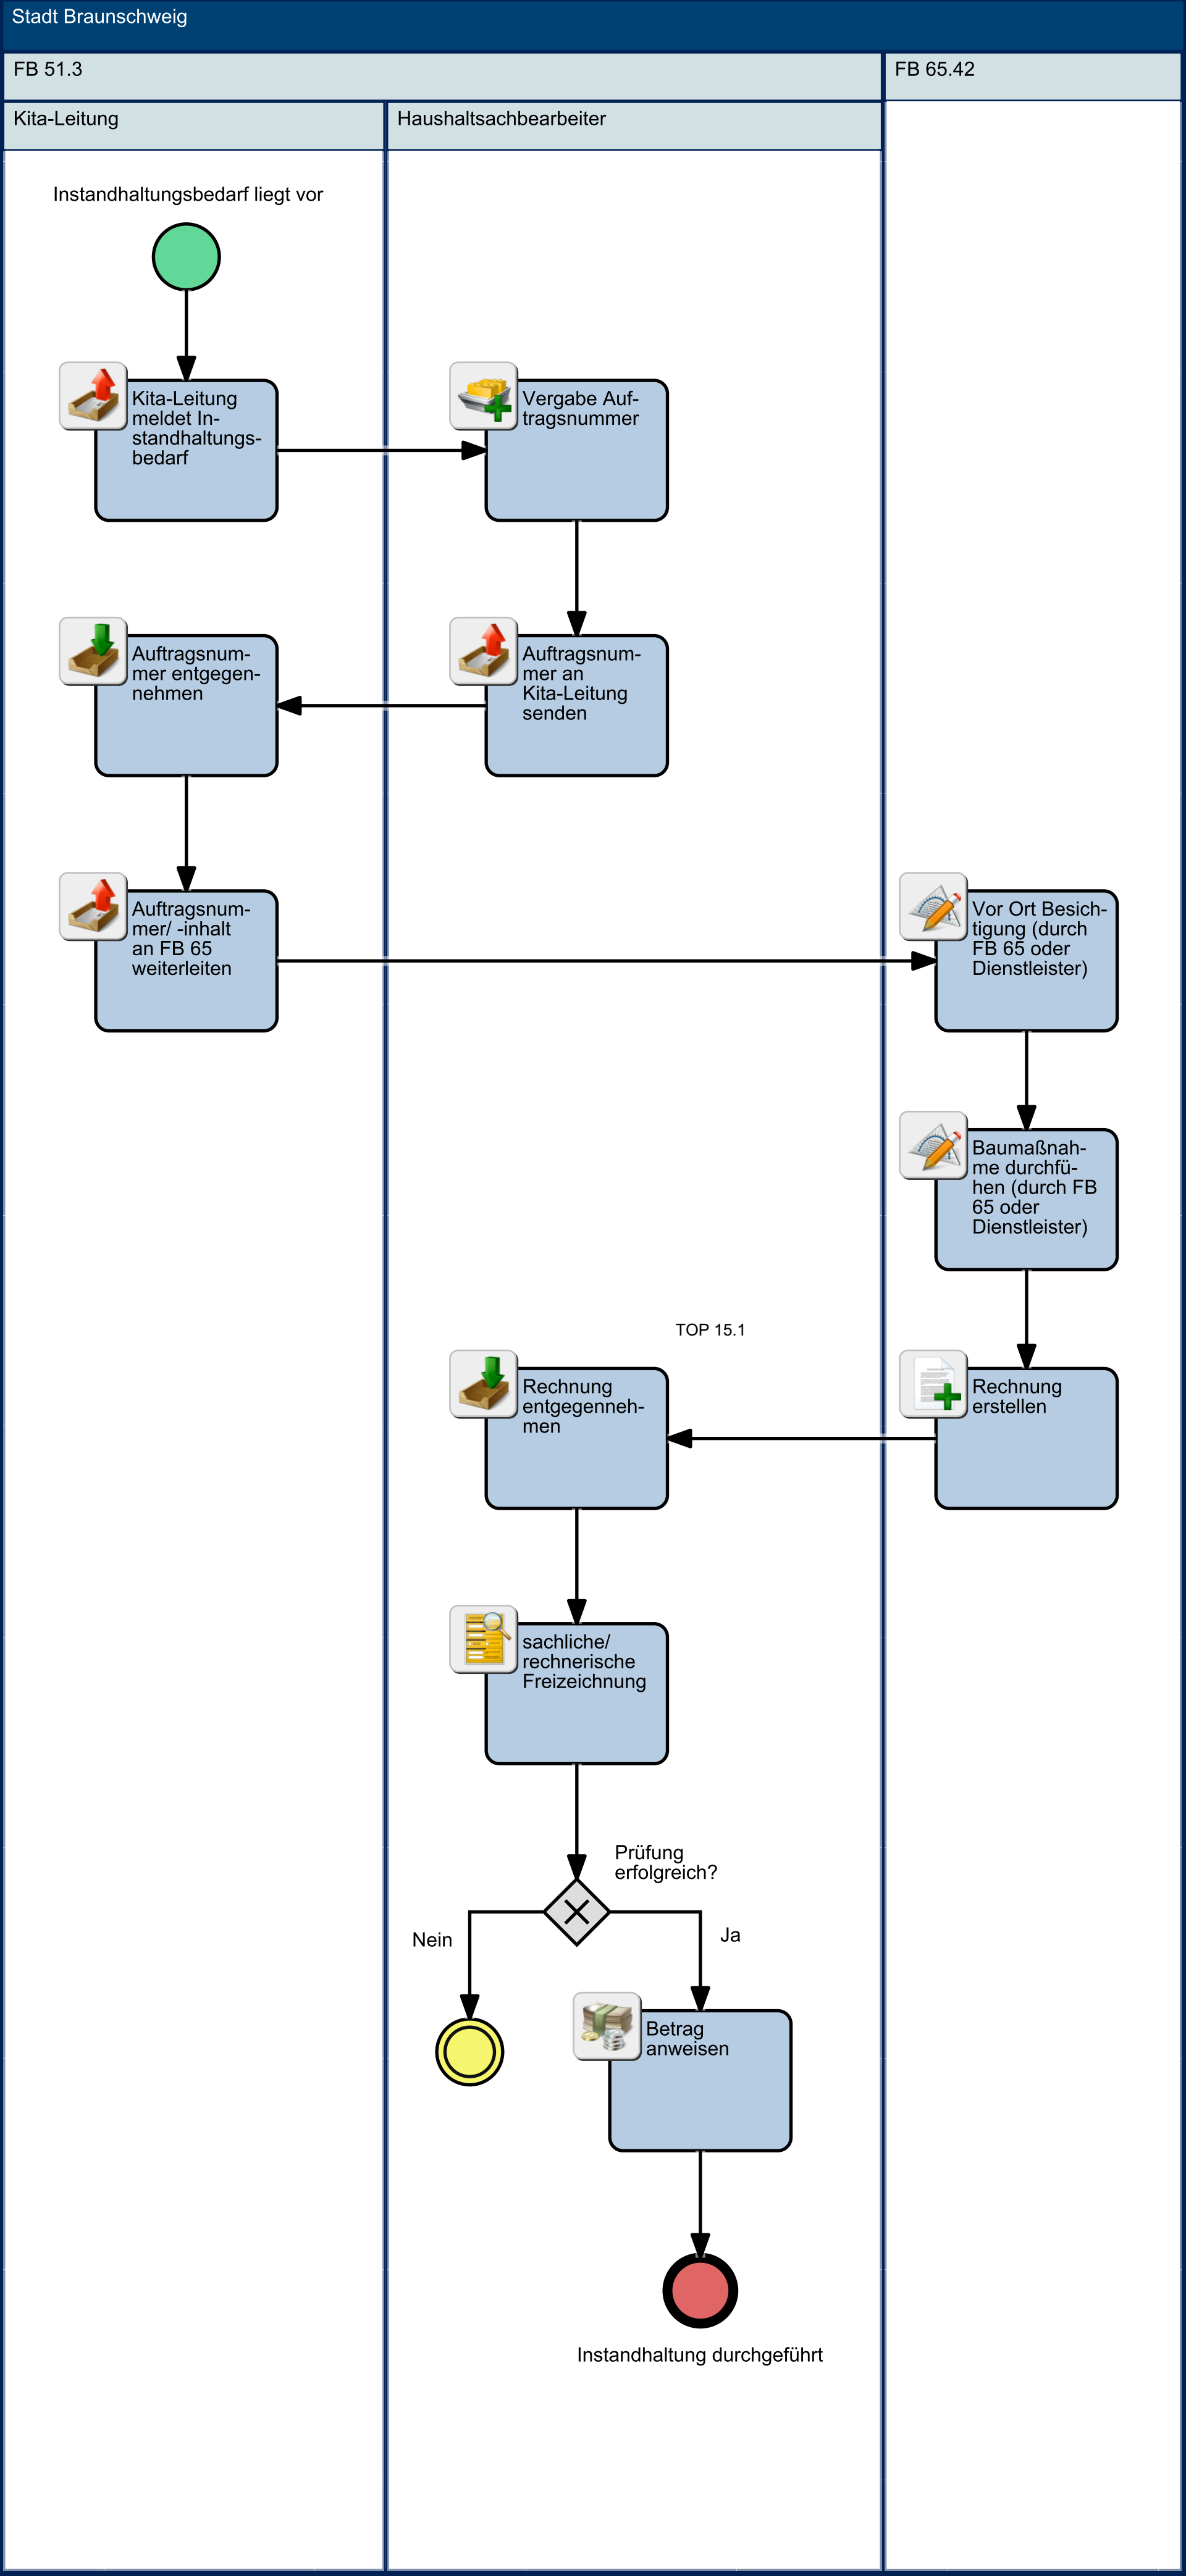 Stadt Braunschweig
FB 51.3
FB 65.42
Kita-Leitung
Haushaltsachbearbeiter
Instandhaltungsbedarf liegt vor
Kita-Leitung
meldet In-
standhaltungs-
bedarf
Vergabe Auf-
tragsnummer
Auftragsnum-
mer entgegen-
nehmen
Auftragsnum-
mer an
Kita-Leitung
senden
Auftragsnum-
mer/ -inhalt
an FB 65
weiterleiten
Vor Ort Besich-
tigung (durch
FB 65 oder
Dienstleister)
Baumaßnah-
me durchfü-
hen (durch FB
65 oder
Dienstleister)
TOP 15.1
Rechnung
entgegenneh-
men
Rechnung
erstellen
sachliche/
rechnerische
Freizeichnung
Prüfung
erfolgreich?
Nein
Ja
Betrag
anweisen
Instandhaltung durchgeführt